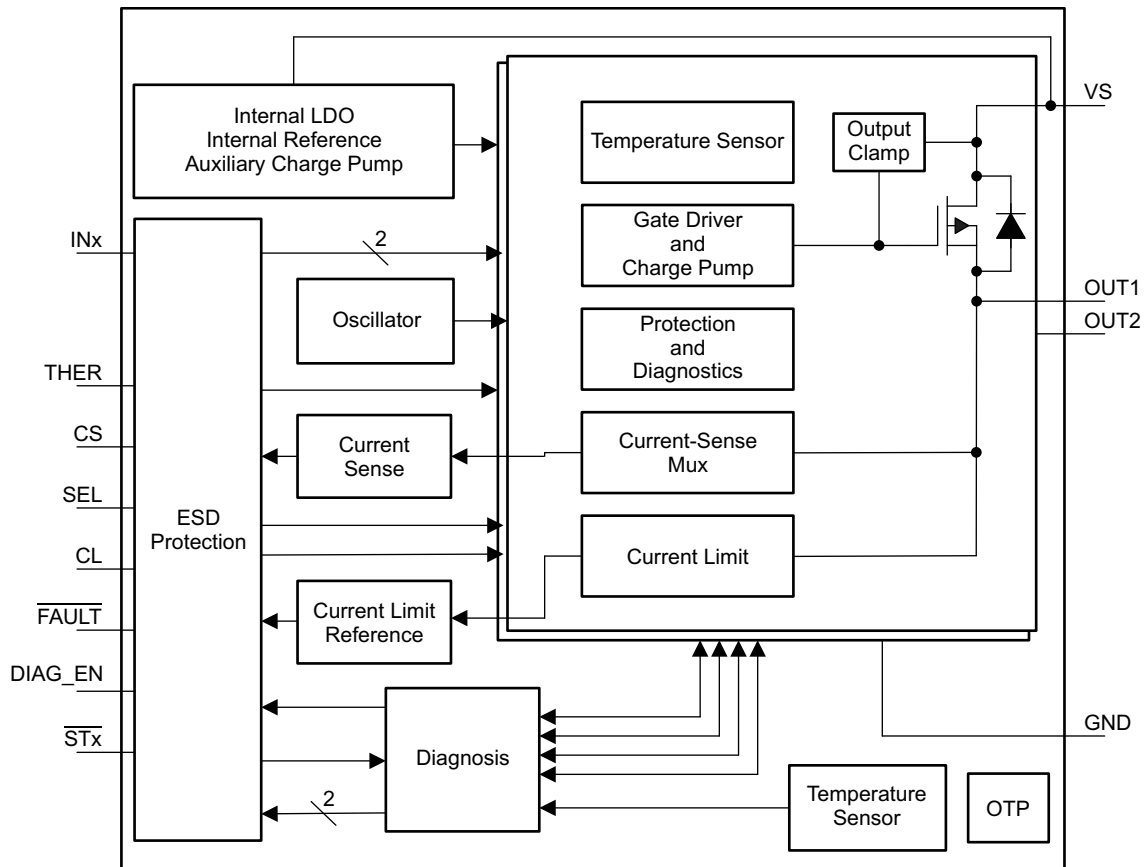 VS
Internal LDO
Internal Reference
Auxiliary Charge Pump
Temperature Sensor
Output
Clamp
INx
2
Gate Driver
and
Charge Pump
Oscillator
OUT1
OUT2
Protection
and
Diagnostics
THER
CS
Current
Sense
Current-Sense
Mux
SEL
ESD
Protection
CL
Current Limit
FAULT
Current Limit
Reference
DIAG_EN
GND
STx
Diagnosis
2
Temperature
Sensor
OTP